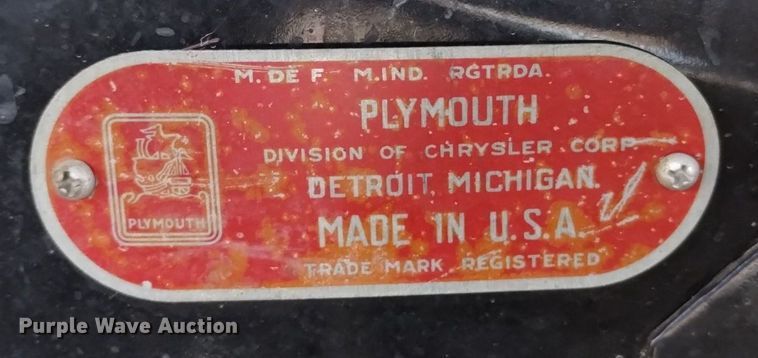 M. DE F. M.IND. RGTRDA.
PLYMOUTH
DIVISION OF CHRYSLER CORP
DETROIT, MICHIGAN.
MADE IN U.S.A.
TRADE MARK REGISTERED
PLYMOUTH
Purple Wave Auction